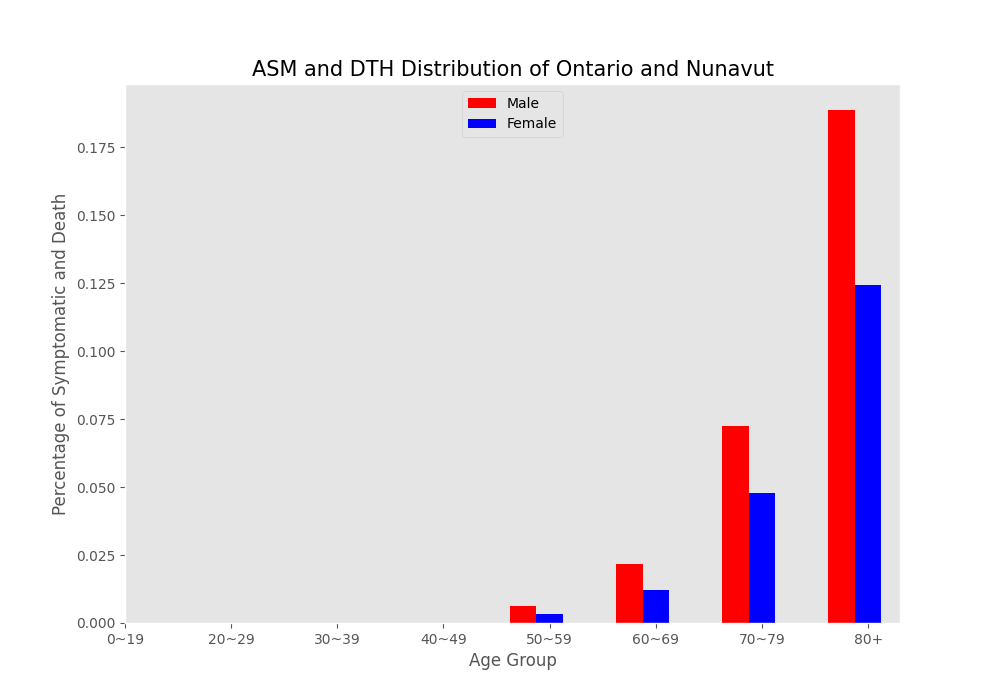 ASM and DTH Distribution of Ontario and Nunavut
Male
Female
Percentage of Symptomatic and Death
0.175
0.150
0.125
0.100
0.075
0.050
0.025
0.000
0~19 20~29 30~39 40~49 50~59 60~69 70~79 80+
Age Group